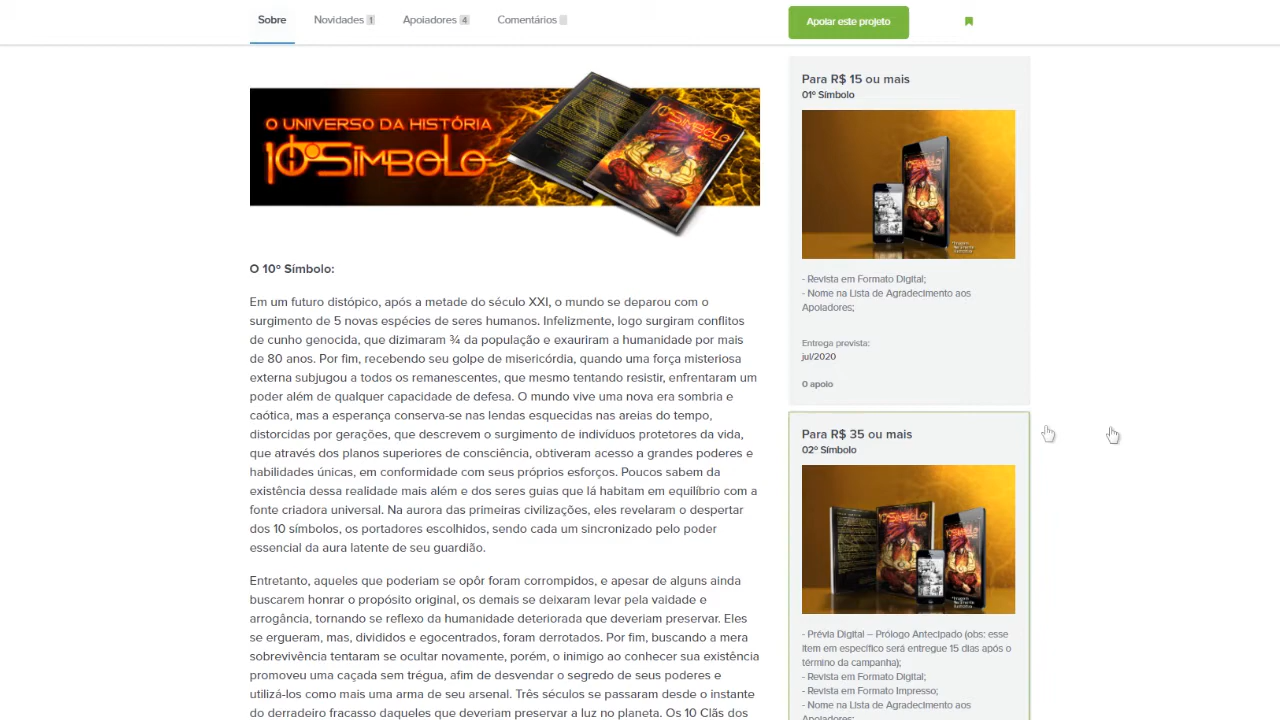 Sobre
Novidades 1
Apoiadores 4
Comentários
Apoiar este projeto
O UNIVERSO DA HISTÓRIA
10º SÍMBOLO
O 10º Símbolo:
Em um futuro distópico, após a metade do século XXI, o mundo se deparou com o
surgimento de 5 novas espécies de seres humanos. Infelizmente, logo surgiram conflitos
de cunho genocida, que dizimaram ¾ da população e exauriram a humanidade por mais
de 80 anos. Por fim, recebendo seu golpe de misericórdia, quando uma força misteriosa
externa subjugou a todos os remanescentes, que mesmo tentando resistir, enfrentaram um
poder além de qualquer capacidade de defesa. O mundo vive uma nova era sombria e
caótica, mas a esperança conserva-se nas lendas esquecidas nas areias do tempo,
distorcidas por gerações, que descrevem o surgimento de indivíduos protetores da vida,
que através dos planos superiores de consciência, obtiveram acesso a grandes poderes e
habilidades únicas, em conformidade com seus próprios esforços. Poucos sabem da
existência dessa realidade mais além e dos seres guias que lá habitam em equilíbrio com a
fonte criadora universal. Na aurora das primeiras civilizações, eles revelaram o despertar
dos 10 símbolos, os portadores escolhidos, sendo cada um sincronizado pelo poder
essencial da aura latente de seu guardião.
Entretanto, aqueles que poderiam se opôr foram corrompidos, e apesar de alguns ainda
buscarem honrar o propósito original, os demais se deixaram levar pela vaidade e
arrogância, tornando se reflexo da humanidade deteriorada que deveriam preservar. Eles
se ergueram, mas, divididos e egocentrados, foram derrotados. Por fim, buscando a mera
sobrevivência tentaram se ocultar novamente, porém, o inimigo ao conhecer sua existência
promoveu uma caçada sem trégua, afim de desvendar o segredo de seus poderes e
utilizá-los como mais uma arma de seu arsenal. Três séculos se passaram desde o instante
do derradeiro fracasso daqueles que deveriam preservar a luz no planeta. Os 10 Clãs dos
Para R$ 15 ou mais
01º Símbolo
- Revista em Formato Digital;
- Nome na Lista de Agradecimento aos
Apoiadores;
Entrega prevista:
jul/2020
0 apoio
Para R$ 35 ou mais
02º Símbolo
10º SÍMBOLO
- Prévia Digital – Prólogo Antecipado (obs: esse
item em específico será entregue 15 dias após o
término da campanha);
- Revista em Formato Digital;
- Revista em Formato Impresso;
- Nome na Lista de Agradecimento aos
Apoiadores;